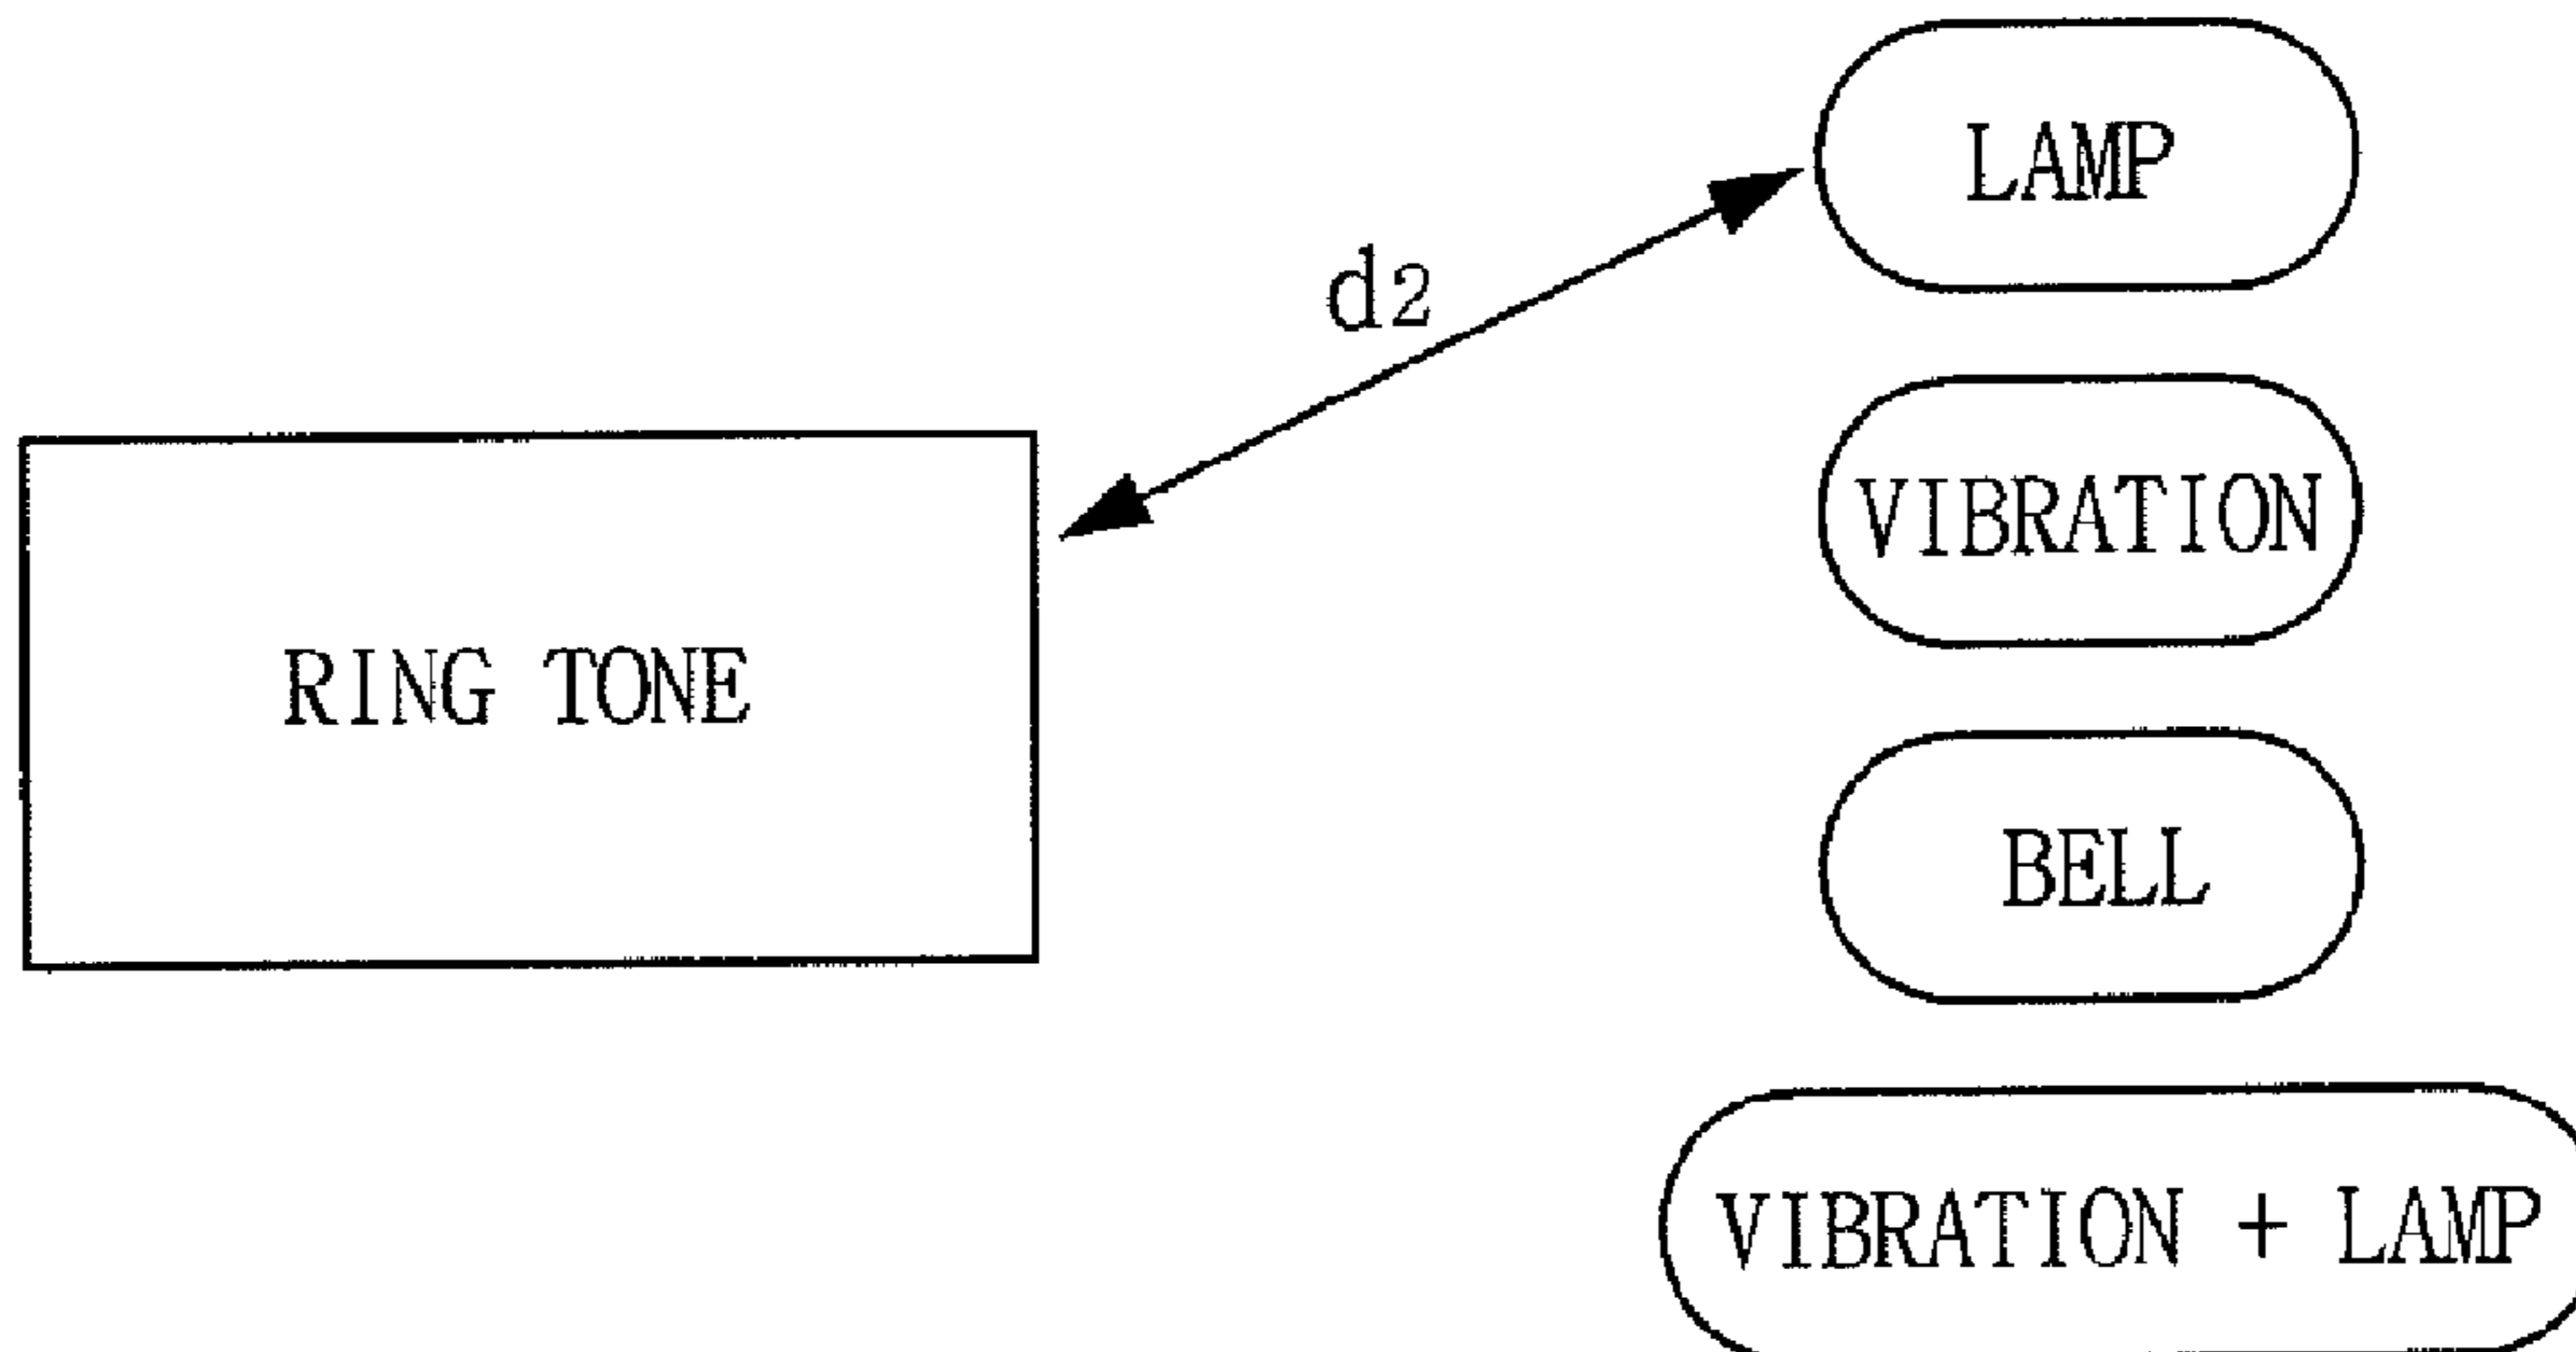 LAMP
d2
VIBRATION
RING TONE
BELL
VIBRATION + LAMP